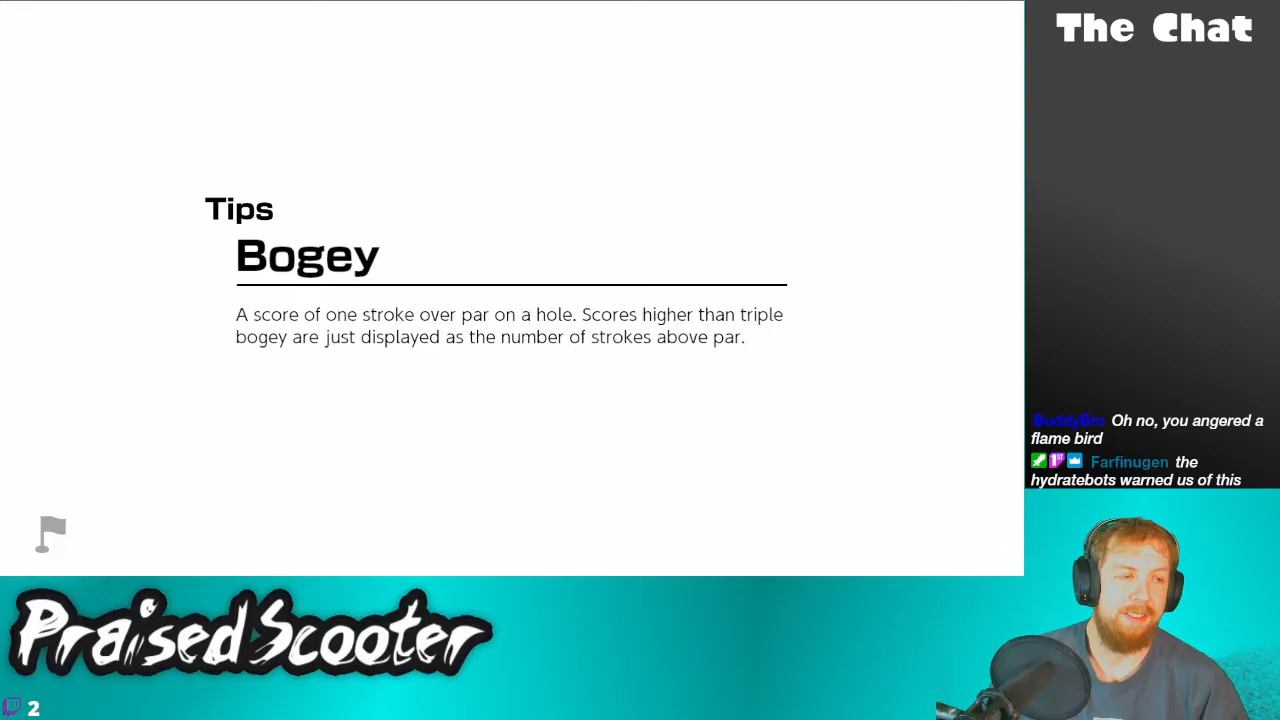 The Chat
Tips
Bogey
A score of one stroke over par on a hole. Scores higher than triple
bogey are just displayed as the number of strokes above par.
BuddyBro Oh no, you angered a
flame bird
Farfinugen the
hydratebots warned us of this
PraisedScooter
2